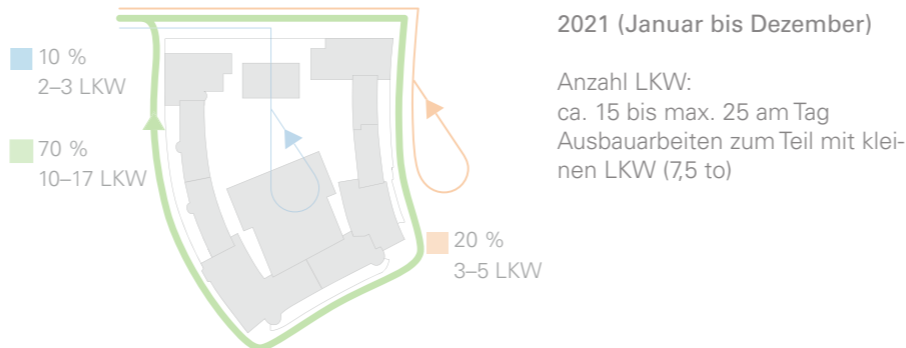 10 %
2–3 LKW
70 %
10–17 LKW
20 %
3–5 LKW
2021 (Januar bis Dezember)
Anzahl LKW:
ca. 15 bis max. 25 am Tag
Ausbauarbeiten zum Teil mit klei-
nen LKW (7,5 to)